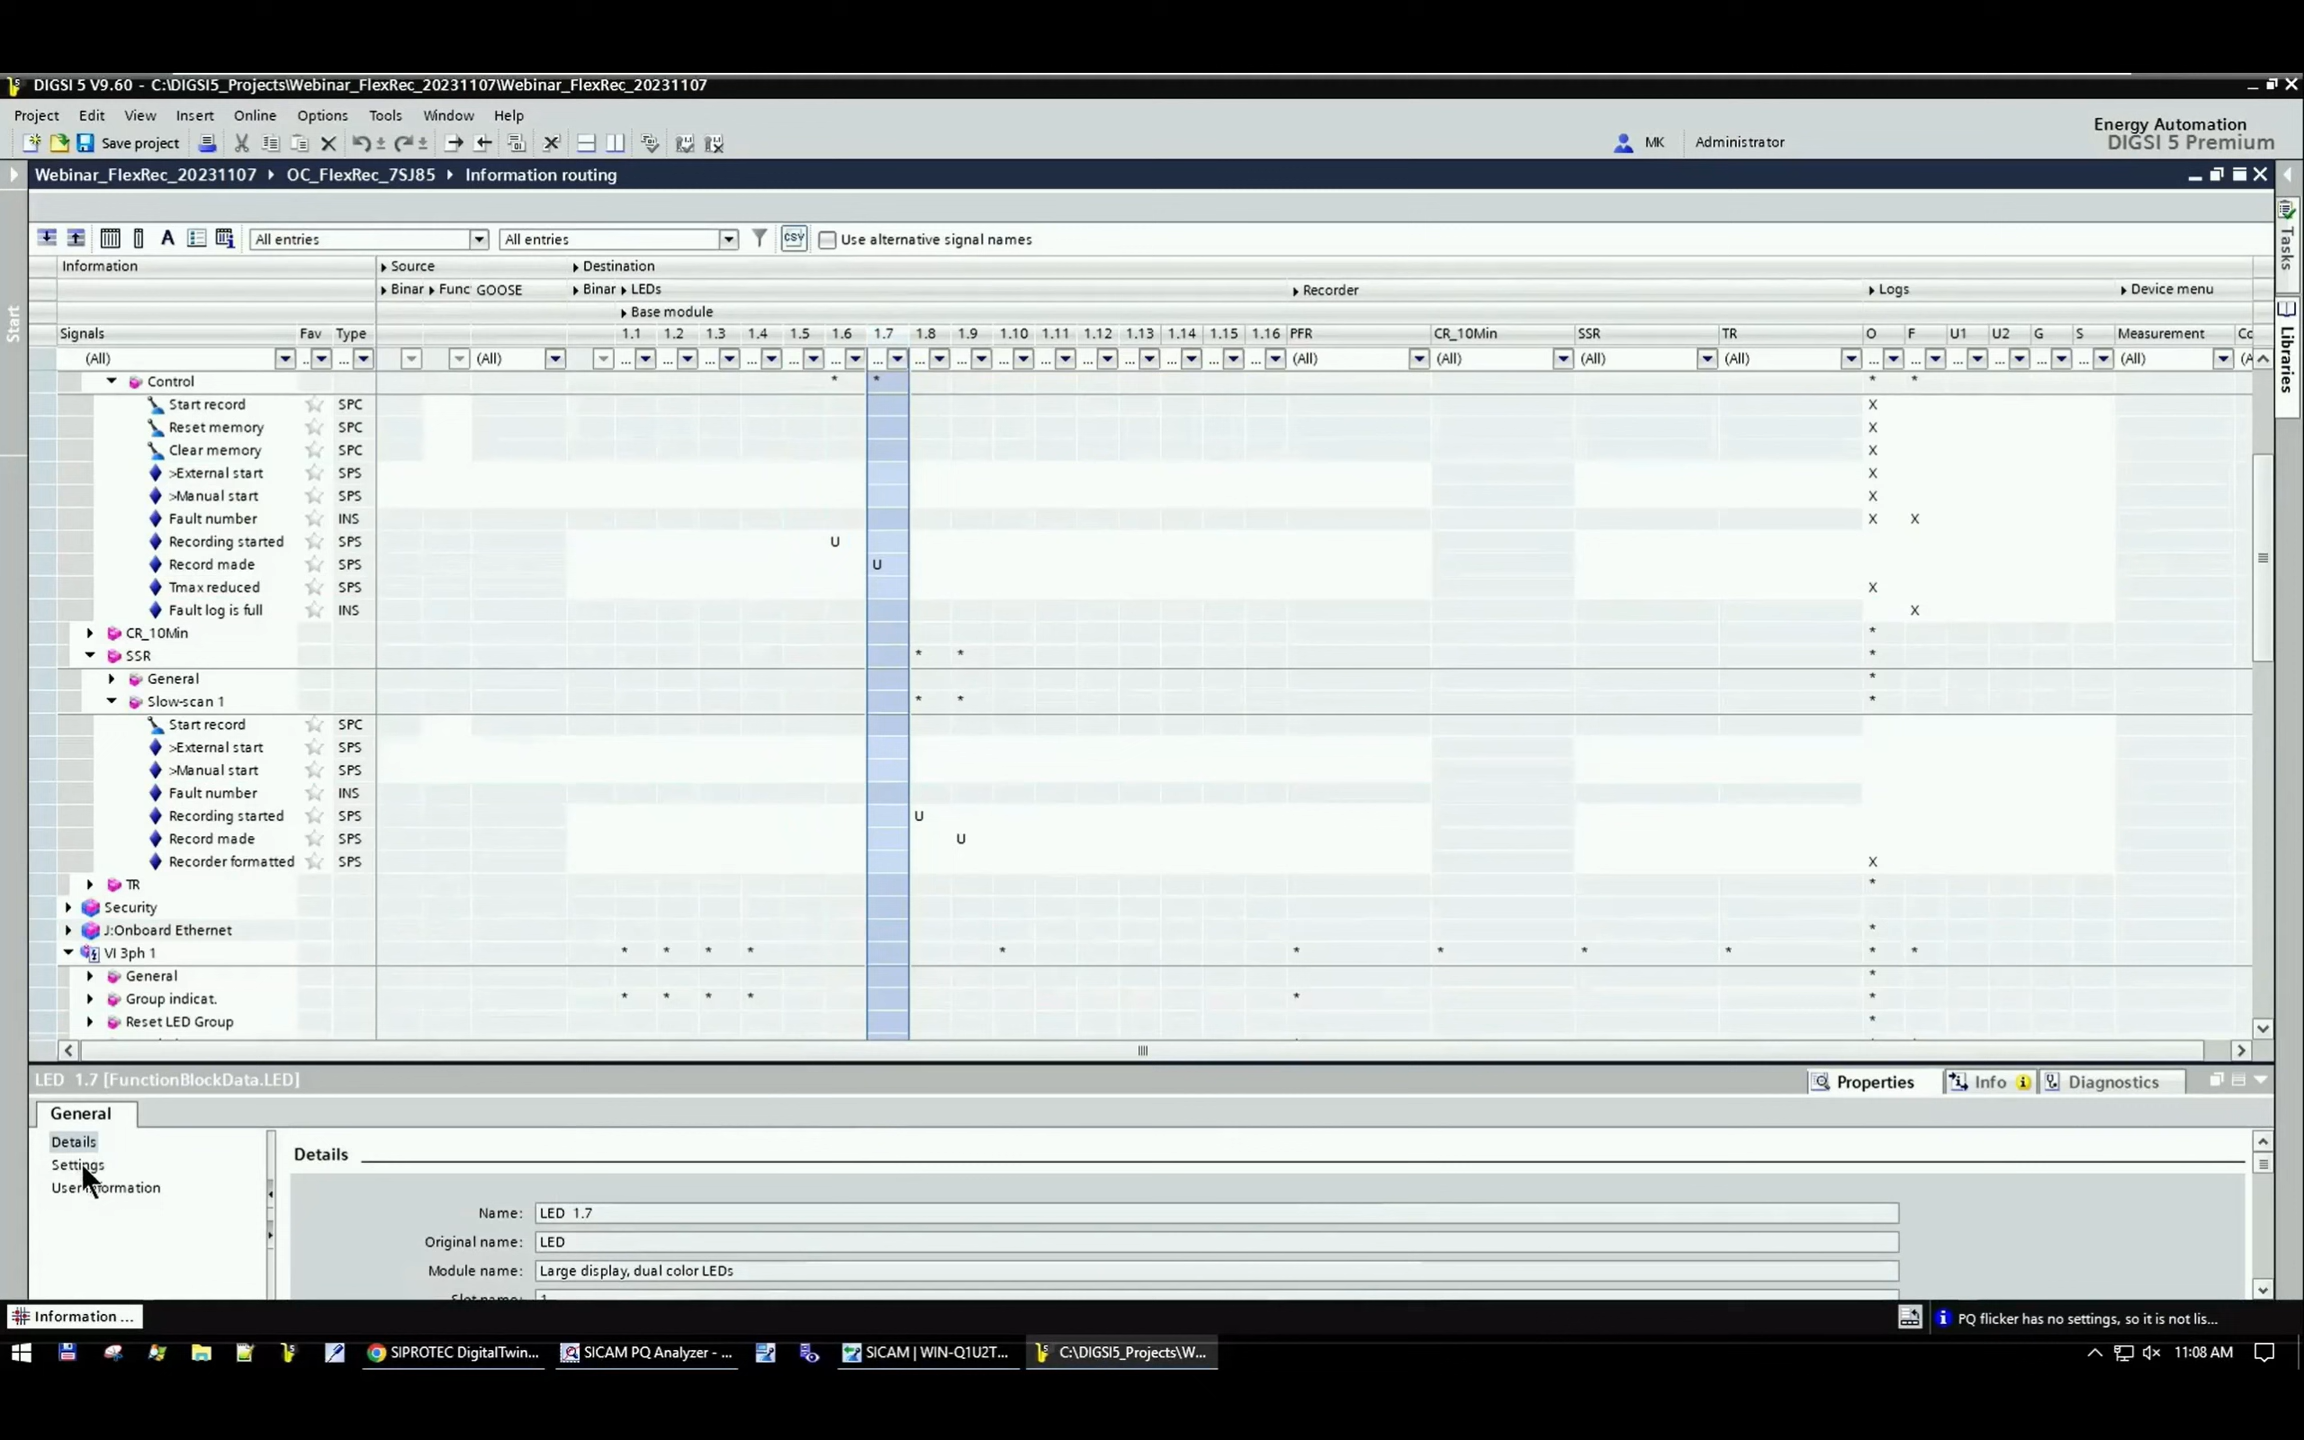 DIGSI 5 V9.60 - C:\DIGSI5_Projects\Webinar_FlexRec_20231107\Webinar_FlexRec_20231107
Project Edit View Insert Online Options Tools Window Help
Energy Automation
DIGSI 5 Premium
Save project
MK Administrator
Webinar_FlexRec_20231107 OC_FlexRec_7SJ85 Information routing
All entries All entries CSV Use alternative signal names
Information Source Destination
Binar Func GOOSE Binar LEDs Recorder Logs Device menu
Base module
Signals Fav Type 1.1 1.2 1.3 1.4 1.5 1.6 1.7 1.8 1.9 1.10 1.11 1.12 1.13 1.14 1.15 1.16 PFR CR_10Min SSR TR O F U1 U2 G S Measurement Co
(All) ... ... (All) ... ... ... ... ... ... ... ... ... ... ... ... ... ... ... ... (All) (All) (All) (All) ... ... ... ... ... ... (All) (A
Control * * * *
Start record SPC X
Reset memory SPC X
Clear memory SPC X
>External start SPS X
>Manual start SPS X
Fault number INS X X
Recording started SPS U
Record made SPS U
Tmax reduced SPS X
Fault log is full INS X
CR_10Min *
SSR * * *
General *
Slow-scan 1 * * *
Start record SPC
>External start SPS
>Manual start SPS
Fault number INS
Recording started SPS U
Record made SPS U
Recorder formatted SPS X
TR *
Security
J:Onboard Ethernet *
VI 3ph 1 * * * * * * * * * * *
General *
Group indicat. * * * * * *
Reset LED Group *
LED 1.7 [FunctionBlockData.LED]
Properties Info Diagnostics
General
Details
Settings
User information
Details
Name: LED 1.7
Original name: LED
Module name: Large display, dual color LEDs
Slot name: 1
Information ...
PQ flicker has no settings, so it is not lis...
SIPROTEC DigitalTwin... SICAM PQ Analyzer - ... SICAM | WIN-Q1U2T... C:\DIGSI5_Projects\W... 11:08 AM
Start
Tasks
Libraries